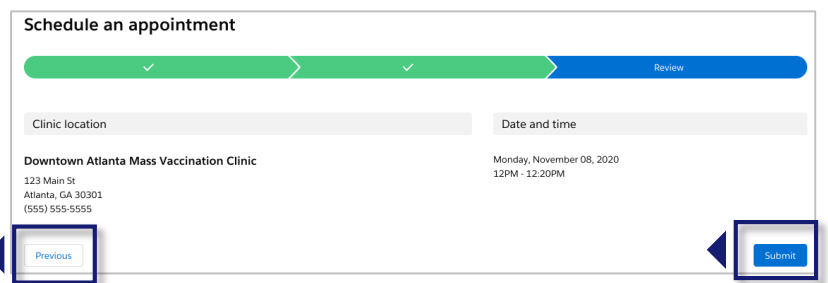 Schedule an appointment
Review
Clinic location
Date and time
Downtown Atlanta Mass Vaccination Clinic
123 Main St
Atlanta, GA 30301
(555) 555-5555
Monday, November 08, 2020
12PM - 12:20PM
Previous
Submit